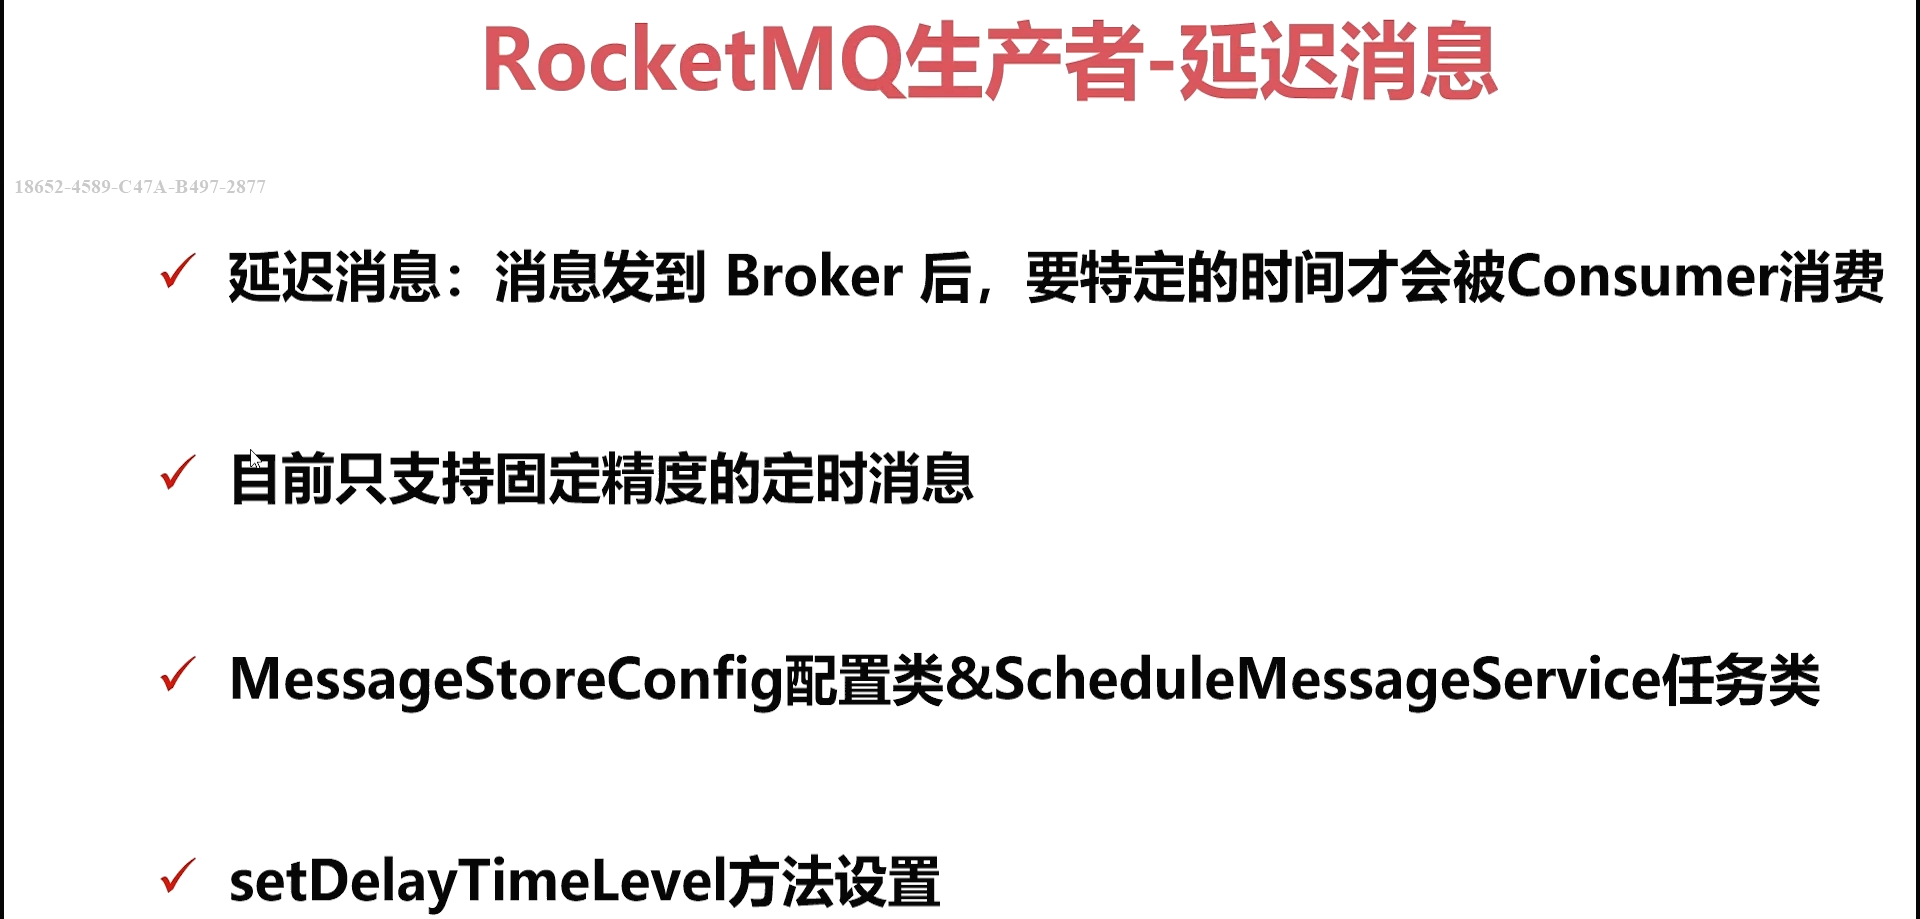 RocketMQ生产者-延迟消息
18652-4589-C47A-B497-2877
延迟消息：消息发到 Broker 后，要特定的时间才会被Consumer消费
目前只支持固定精度的定时消息
MessageStoreConfig配置类&ScheduleMessageService任务类
setDelayTimeLevel方法设置